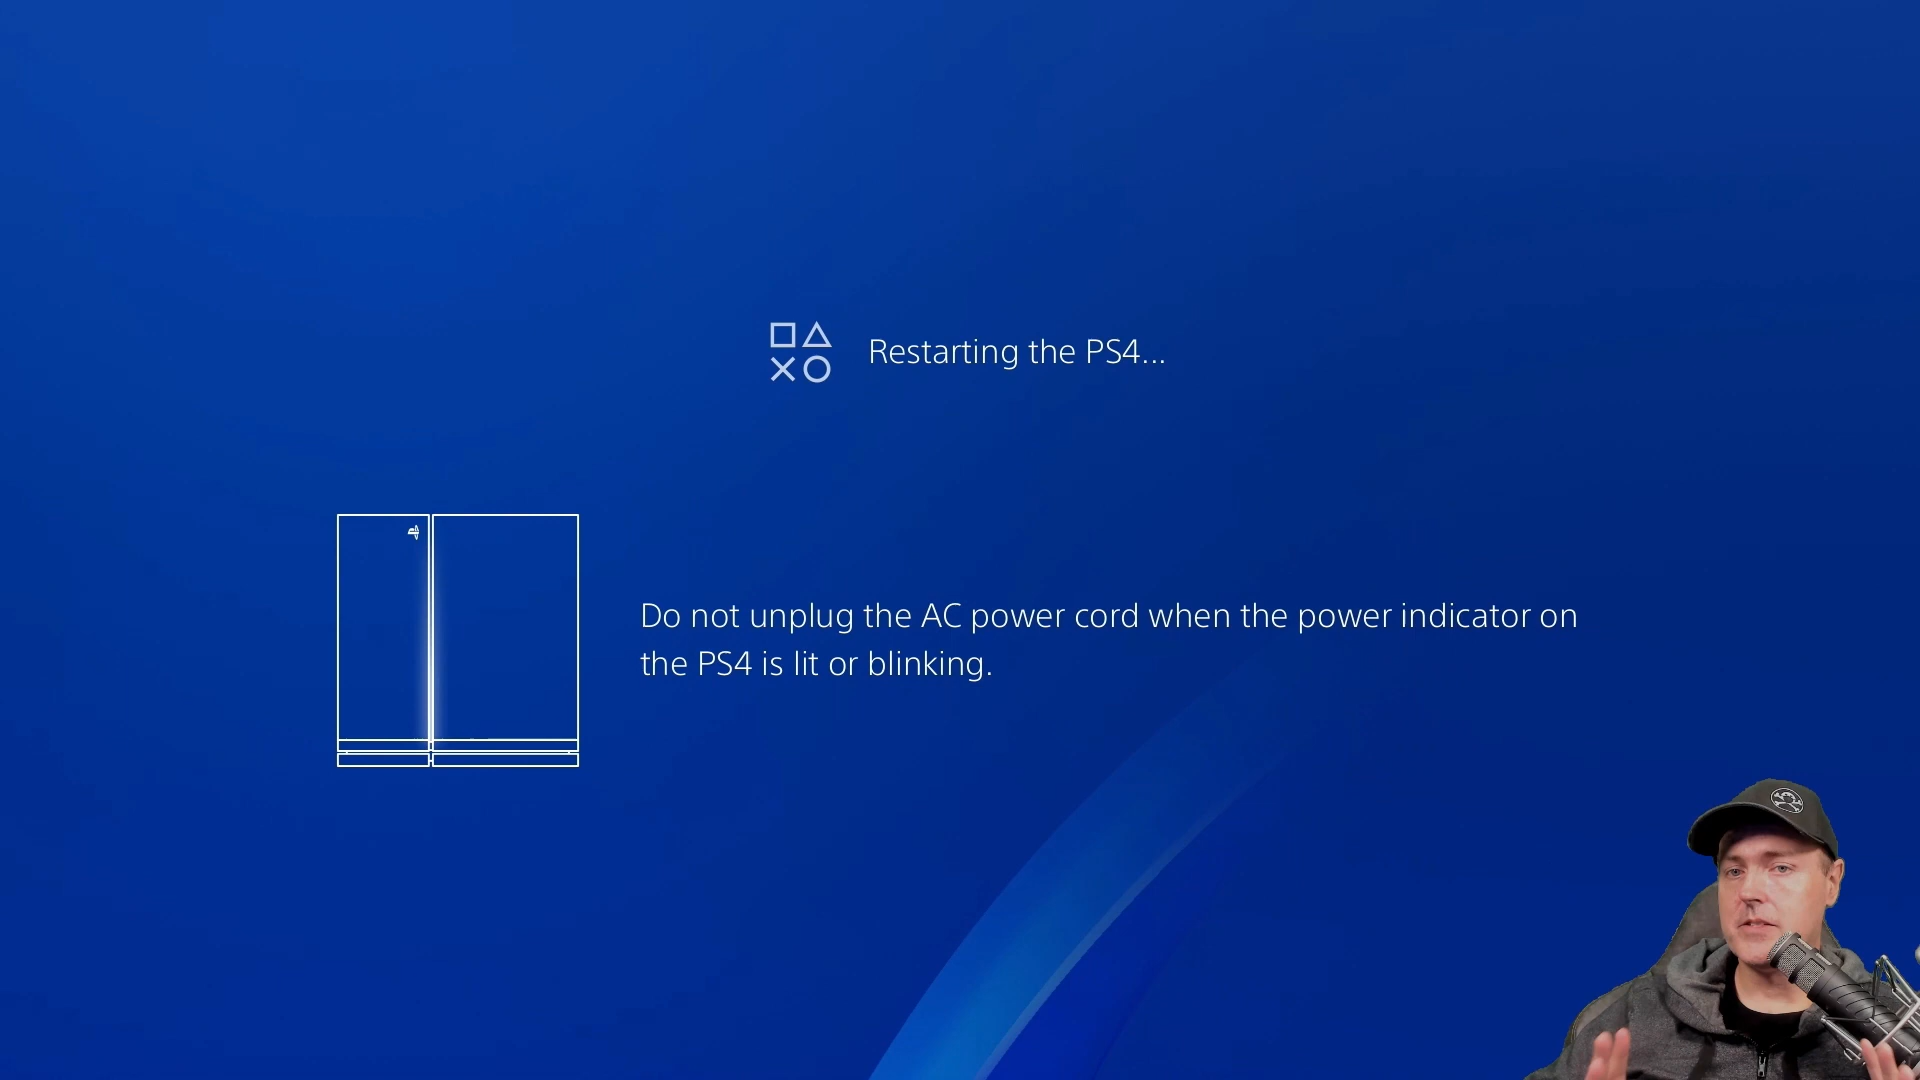 Restarting the PS4...
Do not unplug the AC power cord when the power indicator on
the PS4 is lit or blinking.